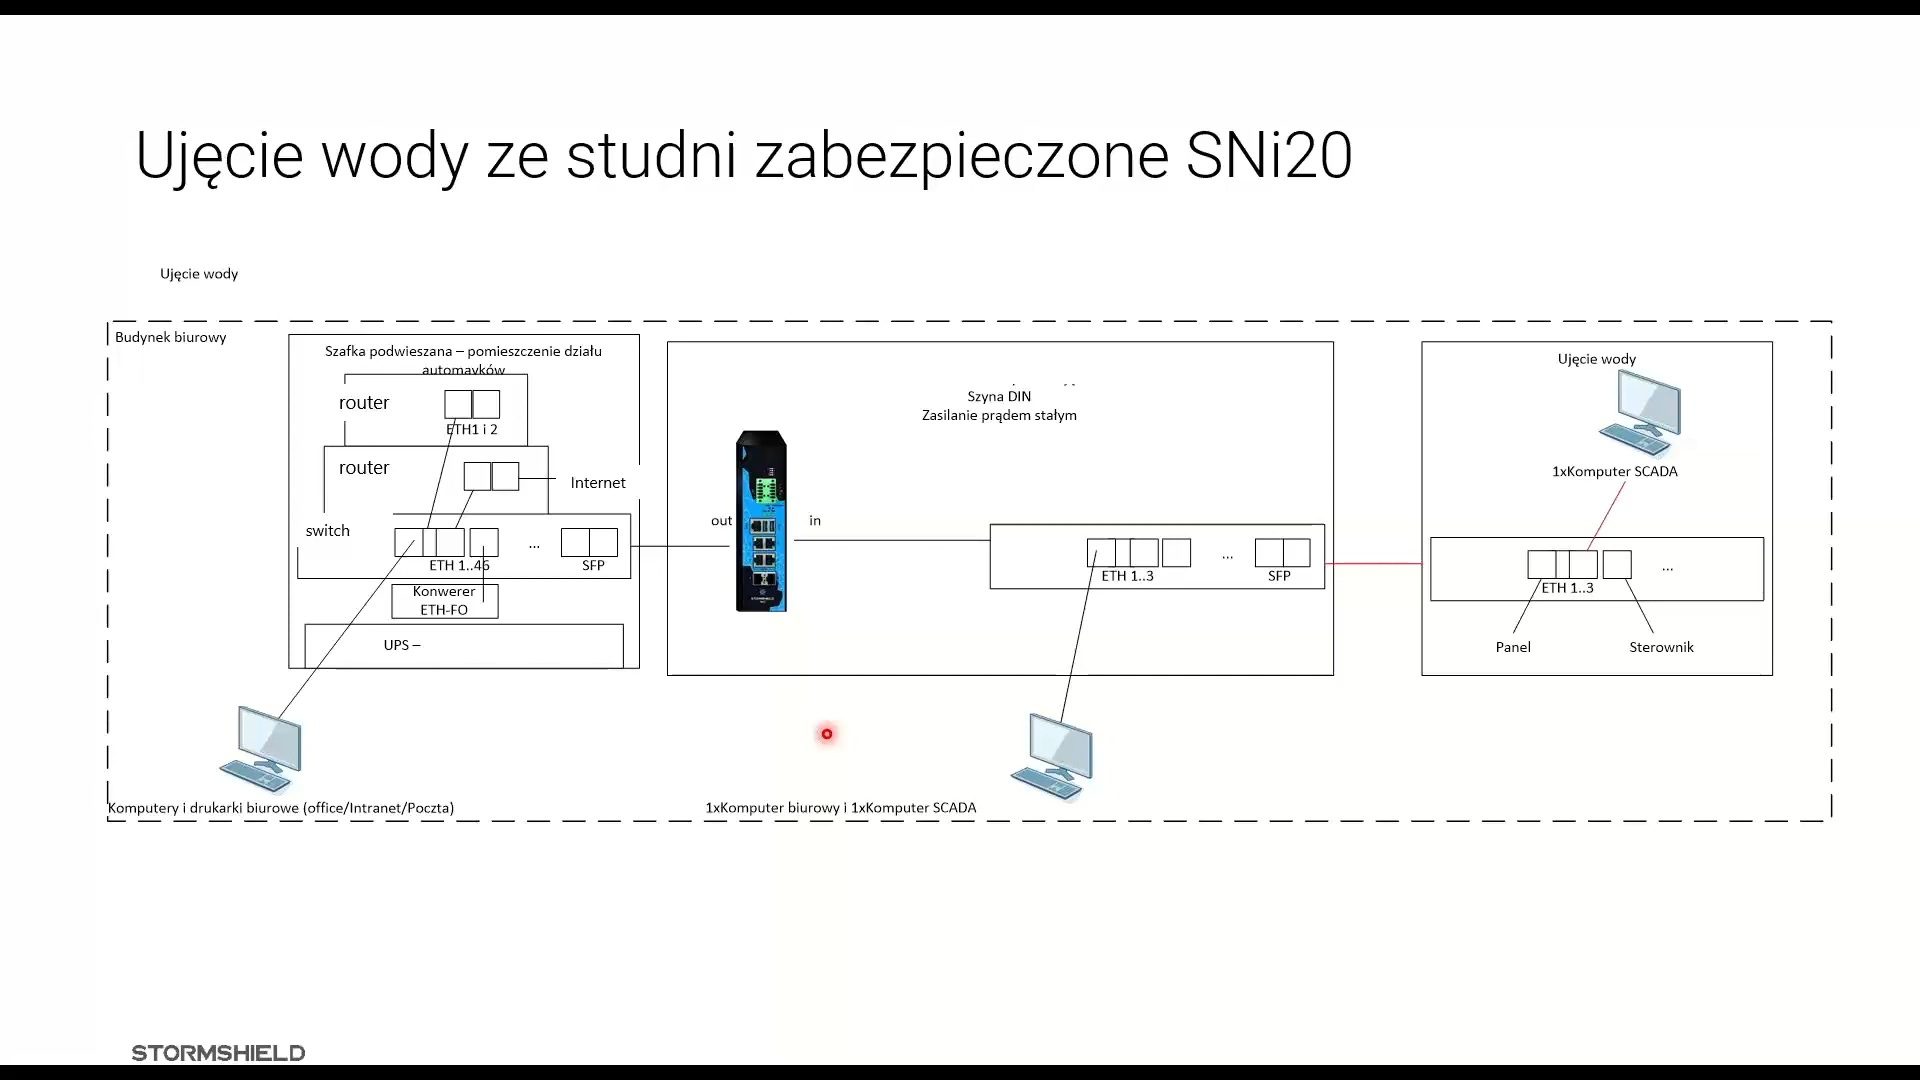 Ujęcie wody ze studni zabezpieczone SNi20
Ujęcie wody
Budynek biurowy
Szafka podwieszana – pomieszczenie działu
automayków
router
ETH1 i 2
router
Internet
switch
...
ETH 1..46
SFP
Konwerer
ETH-FO
UPS –
Komputery i drukarki biurowe (office/Intranet/Poczta)
Szyna DIN
Zasilanie prądem stałym
out
in
...
ETH 1..3
SFP
1xKomputer biurowy i 1xKomputer SCADA
Ujęcie wody
1xKomputer SCADA
...
ETH 1..3
Panel
Sterownik
STORMSHIELD